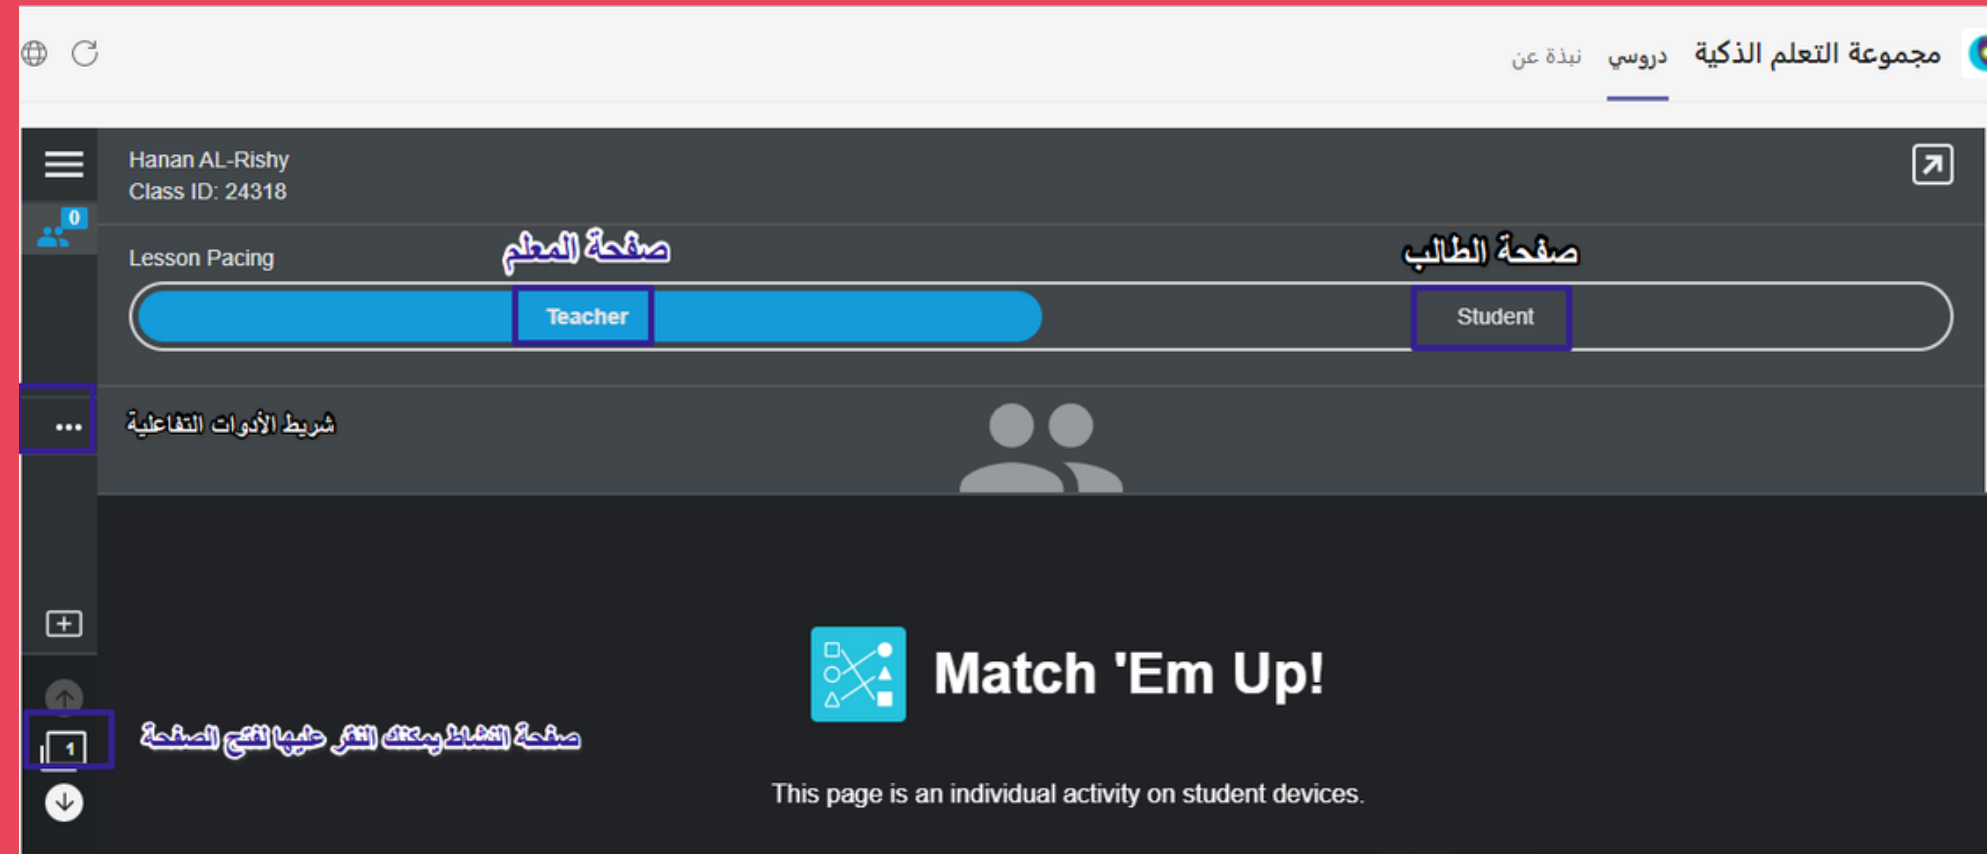 مجموعة التعلم الذكية دروسي نبذة عن
Hanan AL-Rishy
Class ID: 24318
0
Lesson Pacing
صفحة المعلم
صفحة الطالب
Teacher
Student
شريط الأدوات التفاعلية
Match 'Em Up!
صفحة النشاط يمكنك النقر عليها لفتح الصفحة
1
This page is an individual activity on student devices.